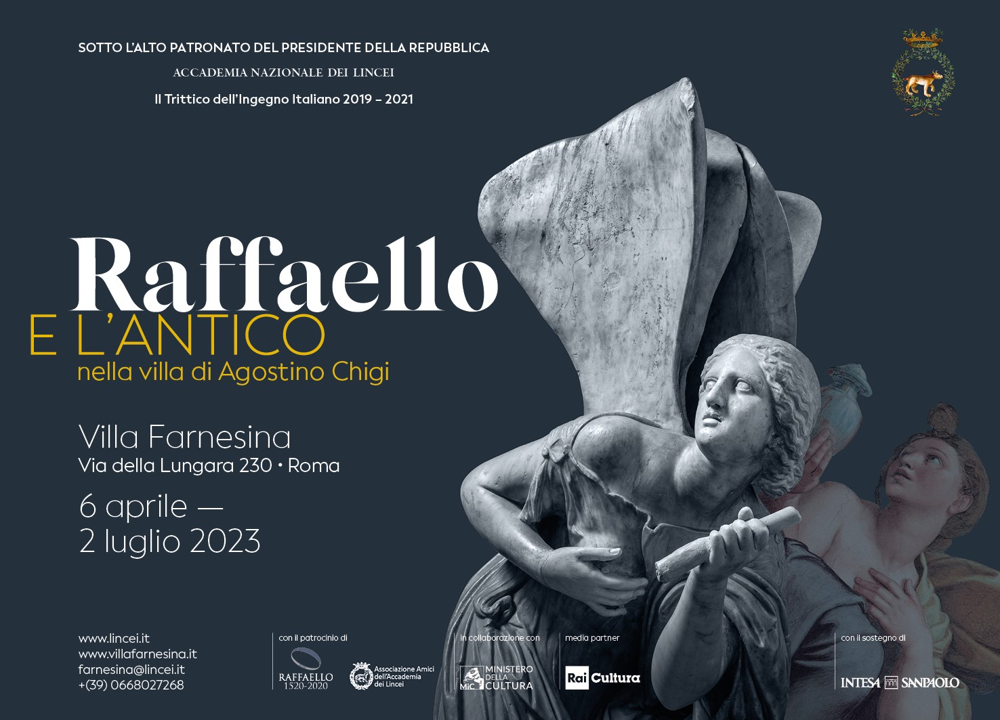 SOTTO L'ALTO PATRONATO DEL PRESIDENTE DELLA REPUBBLICA
ACCADEMIA NAZIONALE DEI LINCEI
Il Trittico dell'Ingegno Italiano 2019 – 2021
Raffaello
E L'ANTICO
nella villa di Agostino Chigi
Villa Farnesina
Via della Lungara 230 • Roma
6 aprile —
2 luglio 2023
www.lincei.it
www.villafarnesina.it
farnesina@lincei.it
+(39) 0668027268
con il patrocinio di
RAFFAELLO
1520-2020
Associazione Amici
dell'Accademia
dei Lincei
in collaborazione con
MiC
MINISTERO
DELLA
CULTURA
media partner
Rai Cultura
con il sostegno di
INTESA SANPAOLO